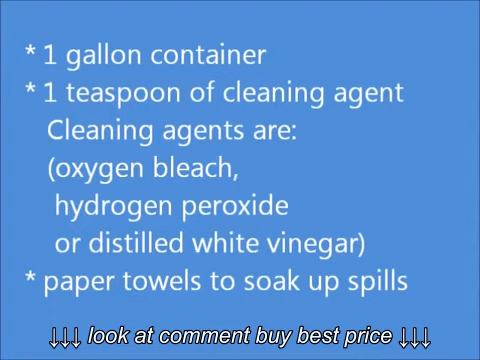 * 1 gallon container
* 1 teaspoon of cleaning agent
Cleaning agents are:
(oxygen bleach,
hydrogen peroxide
or distilled white vinegar)
* paper towels to soak up spills
↓↓↓ look at comment buy best price ↓↓↓